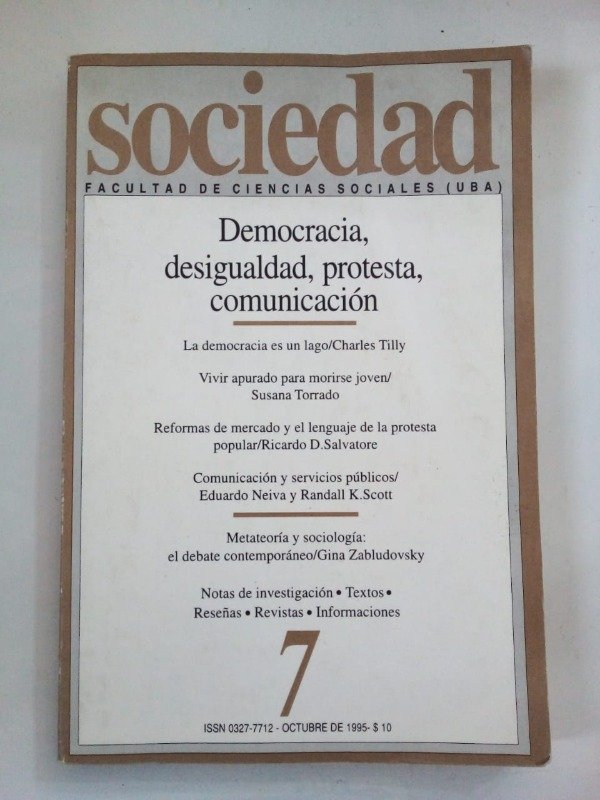 sociedad
FACULTAD DE CIENCIAS SOCIALES (UBA)
Democracia,
desigualdad, protesta,
comunicación
La democracia es un lago/Charles Tilly
Vivir apurado para morirse joven/
Susana Torrado
Reformas de mercado y el lenguaje de la protesta
popular/Ricardo D.Salvatore
Comunicación y servicios públicos/
Eduardo Neiva y Randall K.Scott
Metateoría y sociología:
el debate contemporáneo/Gina Zabludovsky
Notas de investigación • Textos •
Reseñas • Revistas • Informaciones
7
ISSN 0327-7712 - OCTUBRE DE 1995- $ 10